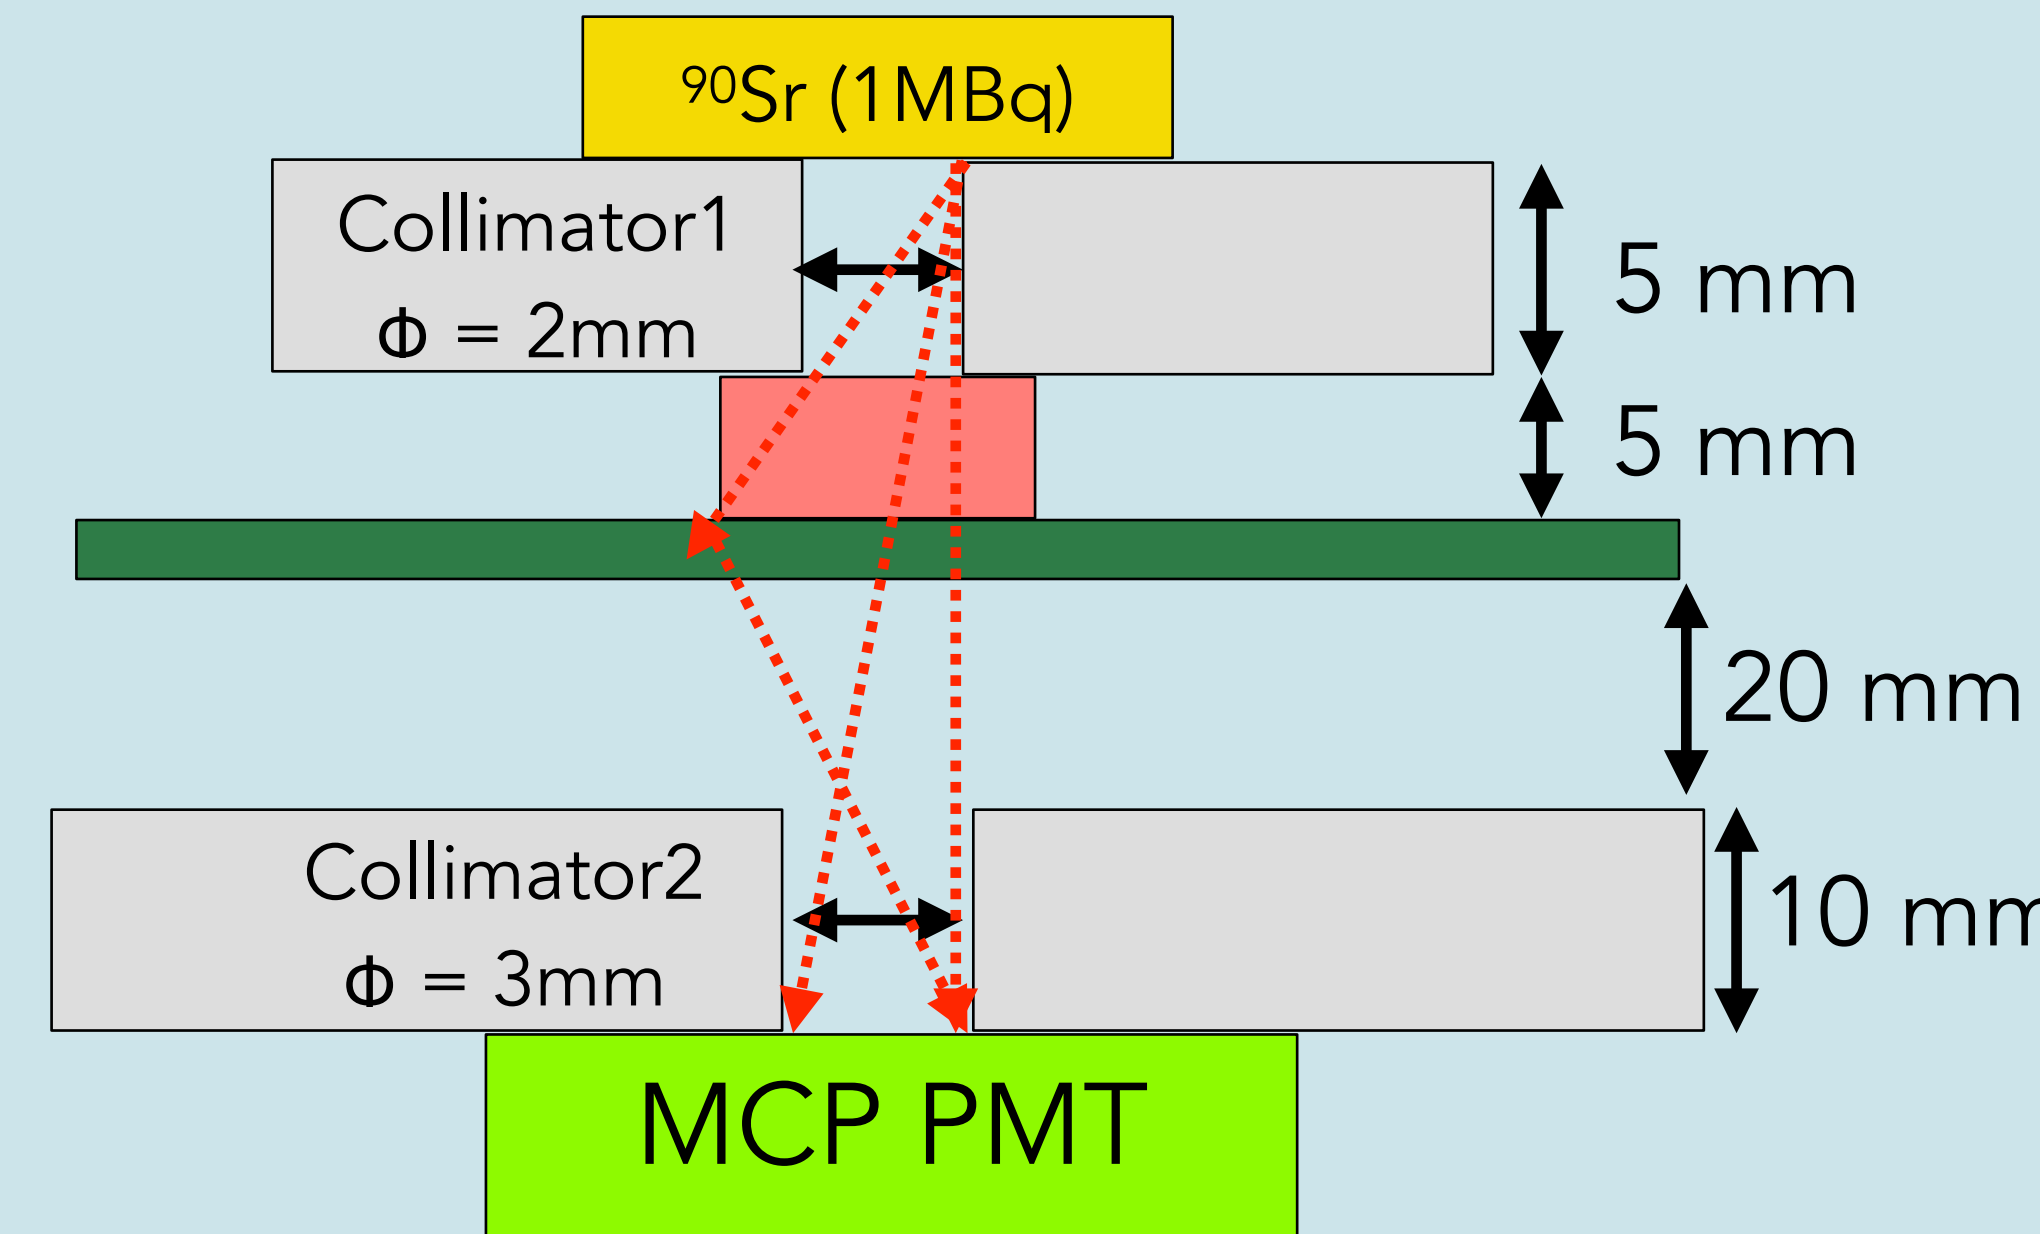 ⁹⁰Sr (1MBq)
Collimator1
Φ = 2mm
5 mm
5 mm
20 mm
Collimator2
Φ = 3mm
10 mm
MCP PMT